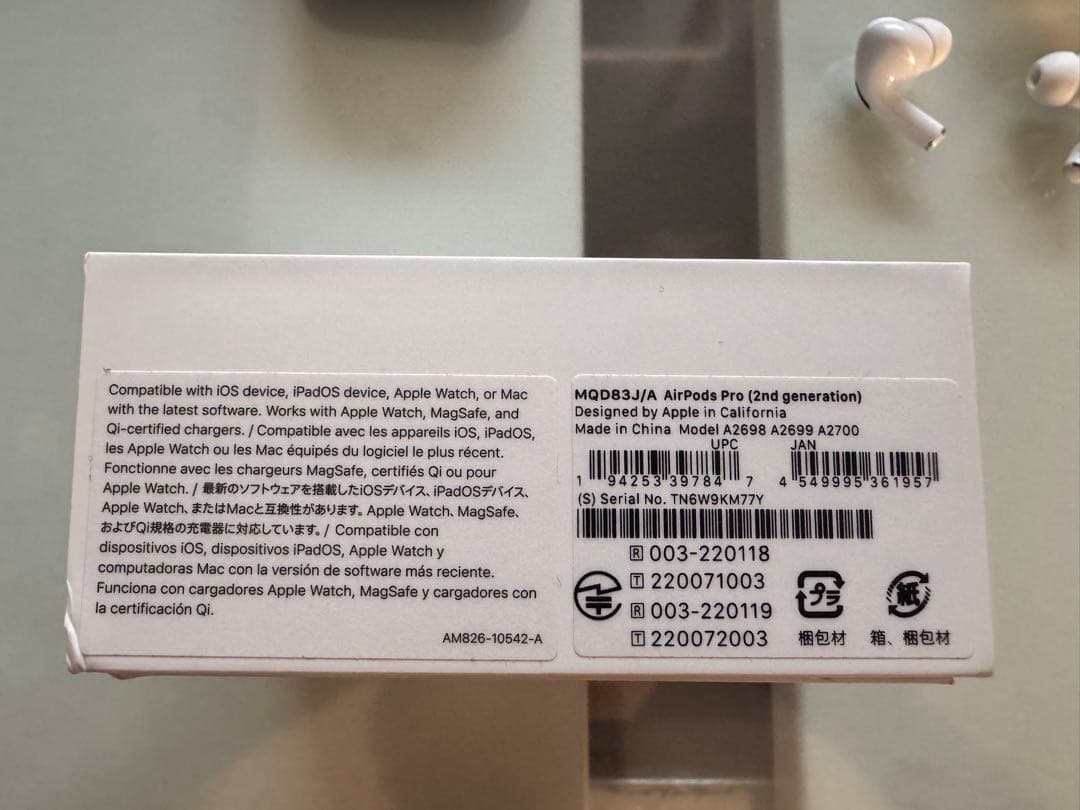 Compatible with iOS device, iPadOS device, Apple Watch, or Mac
with the latest software. Works with Apple Watch, MagSafe, and
Qi-certified chargers. / Compatible avec les appareils iOS, iPadOS,
les Apple Watch ou les Mac équipés du logiciel le plus récent.
Fonctionne avec les chargeurs MagSafe, certifiés Qi ou pour
Apple Watch. / 最新のソフトウェアを搭載したiOSデバイス、iPadOSデバイス、
Apple Watch、またはMacと互換性があります。Apple Watch、MagSafe、
およびQi規格の充電器に対応しています。/ Compatible con
dispositivos iOS, dispositivos iPadOS, Apple Watch y
computadoras Mac con la versión de software más reciente.
Funciona con cargadores Apple Watch, MagSafe y cargadores con
la certificación Qi.
AM826-10542-A
MQD83J/A AirPods Pro (2nd generation)
Designed by Apple in California
Made in China Model A2698 A2699 A2700
UPC JAN
1 94253 39784 7 4 549995 361957
(S) Serial No. TN6W9KM77Y
R 003-220118
T 220071003
R 003-220119
T 220072003
プラ 紙
梱包材 箱、梱包材